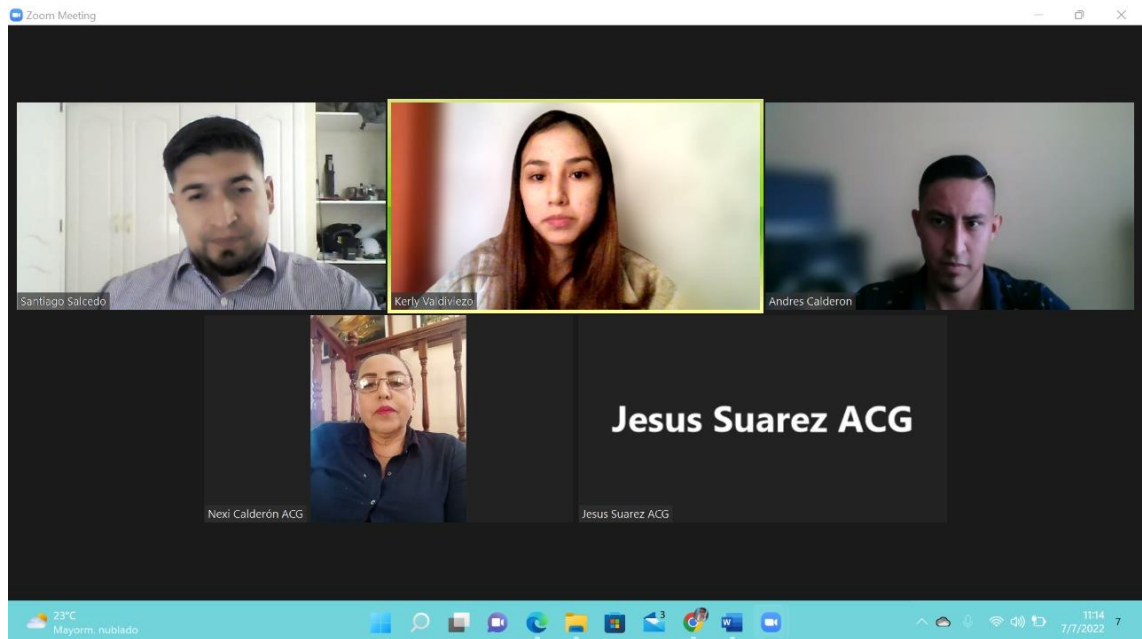 Zoom Meeting
Santiago Salcedo
Kerly Valdiviezo
Andres Calderon
Nexi Calderón ACG
Jesus Suarez ACG
Jesus Suarez ACG
23°C
Mayorm. nublado
3
W
11:14
7/7/2022
7